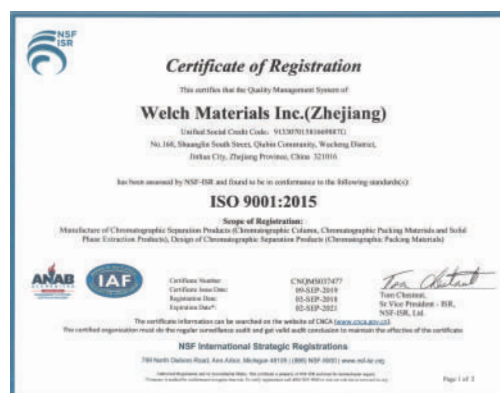 NSF
ISR
Certificate of Registration
This certifies that the Quality Management System of
Welch Materials Inc.(Zhejiang)
Unified Social Credit Code:
No.168, Shuanglin South Street, Qiubin Community, Wucheng District,
Jinhua City, Zhejiang Province, China 321016
has been assessed by NSF-ISR and found to be in conformance to the following standard(s):
ISO 9001:2015
Scope of Registration:
Manufacture of Chromatographic Separation Products (Chromatographic Column, Chromatographic Packing Materials and Solid
Phase Extraction Products), Design of Chromatographic Separation Products (Chromatographic Packing Materials)
ANAB
ACCREDITED
IAF
Certificate Number: CNQMS037477
Certificate Issue Date: 09-SEP-2019
Registration Date: 03-SEP-2018
Expiration Date*: 02-SEP-2021
Tom Chestnut
Tom Chestnut,
Sr Vice President - ISR,
NSF-ISR, Ltd.
The certificate information can be searched on the website of CNCA (www.cnca.gov.cn).
The certified organization must do the regular surveillance audit and get valid audit conclusion to maintain the effective of the certificate
NSF International Strategic Registrations
789 North Dixboro Road, Ann Arbor, Michigan 48105 | (888) NSF-9000 | www.nsf-isr.org
Page 1 of 2